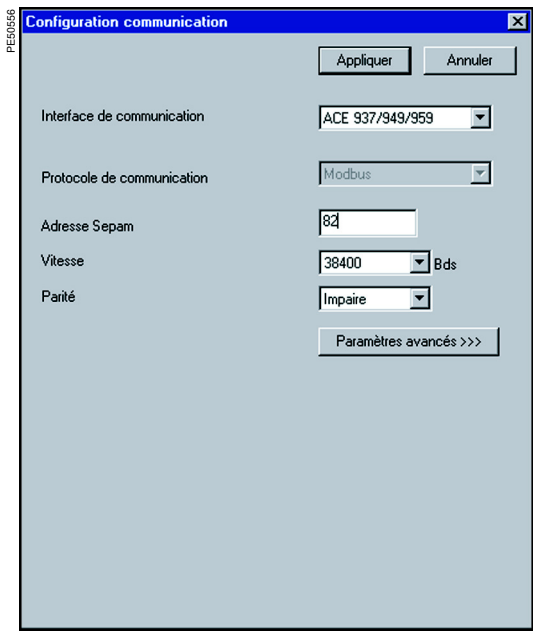 PE50556
Configuration communication
Appliquer Annuler
Interface de communication ACE 937/949/959
Protocole de communication Modbus
Adresse Sepam 82
Vitesse 38400 Bds
Parité Impaire
Paramètres avancés >>>